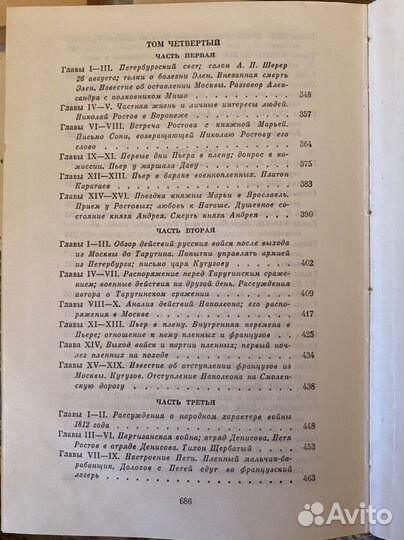 ТОМ ЧЕТВЕРТЫЙ
ЧАСТЬ ПЕРВАЯ
Главы I—III. Петербургский свет; салон А. П. Шерер
26 августа; толки о болезни Элен. Внезапная смерть
Элен. Известие об оставлении Москвы. Разговор Алек-
сандра с полковником Мишо . . . . . . . . 348
Главы IV—V. Частная жизнь и личные интересы людей.
Николай Ростов в Воронеже . . . . . . . . 357
Главы VI—VIII. Встреча Ростова с княжной Марьей.
Письмо Сони, возвращающей Николаю Ростову его
слово . . . . . . . . 364
Главы IX—XI. Первые дни Пьера в плену; допрос в ко-
миссии. Пьер у маршала Даву . . . . . . . . 375
Главы XII—XIII. Пьер в бараке военнопленных. Платон
Каратаев . . . . . . . . 383
Главы XIV—XVI. Поездка княжны Марьи в Ярославль.
Прием у Ростовых; любовь к Наташе. Душевное со-
стояние князя Андрея. Смерть князя Андрея . . . 390
ЧАСТЬ ВТОРАЯ
Главы I—III. Обзор действий русских войск после выхода
из Москвы до Тарутина. Попытки управлять армией
из Петербурга; письмо царя Кутузову . . . . 402
Главы IV—VII. Распоряжение перед Тарутинским сраже-
нием; военные действия на другой день. Рассуждения
автора о Тарутинском сражении . . . . . . 409
Главы VIII—X. Анализ действий Наполеона; его распо-
ряжения в Москве . . . . . . . . 417
Главы XI—XIII. Пьер в плену. Внутренняя перемена в
Пьере; отношение к нему пленных и французов . . 425
Глава XIV. Выход войск и партии пленных; первый ноч-
лег пленных на походе . . . . . . . . 434
Главы XV—XIX. Известие об отступлении французов из
Москвы. Кутузов. Отступление Наполеона на Смолен-
скую дорогу . . . . . . . . 438
ЧАСТЬ ТРЕТЬЯ
Главы I—II. Рассуждения о народном характере войны
1812 года . . . . . . . . 448
Главы III—VI. Партизанская война; отряд Денисова. Петя
Ростов в отряде Денисова. Тихон Щербатый . . . 453
Главы VII—IX. Настроение Пети. Пленный мальчик-ба-
рабанщик. Долохов с Петей едут во французский
лагерь . . . . . . . . 463
686
Avito